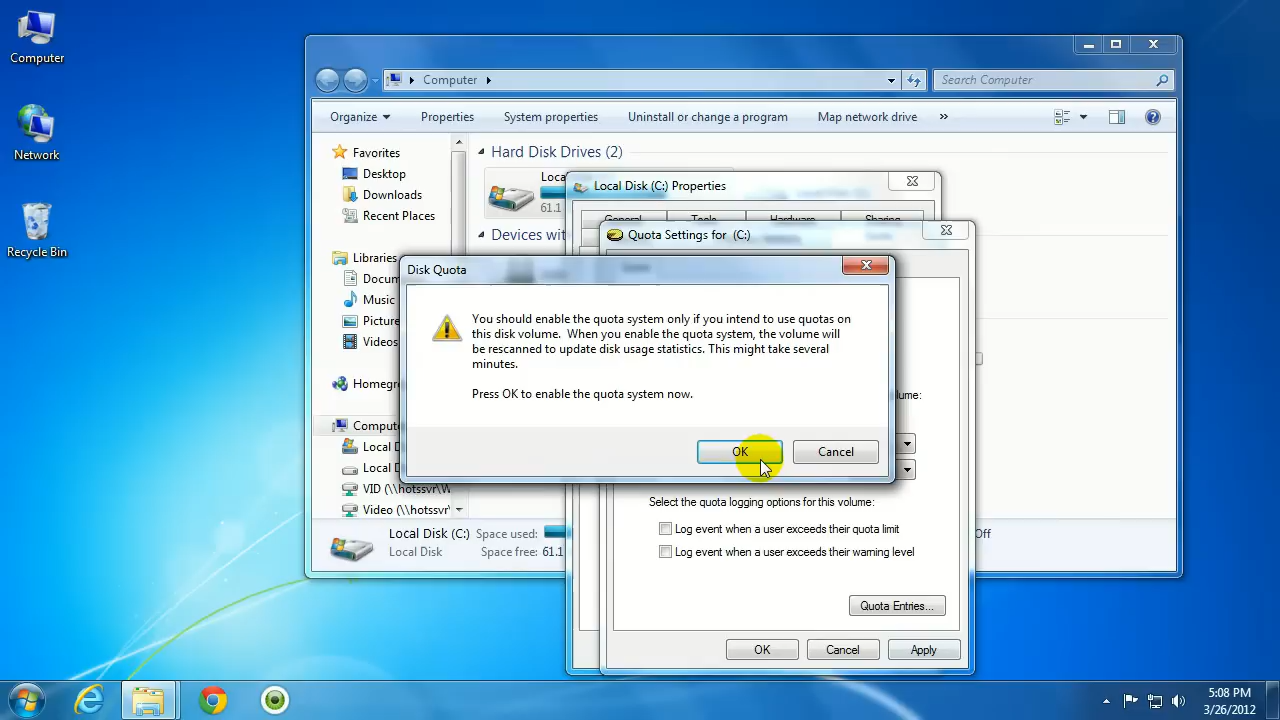 Computer
Network
Recycle Bin
Computer
Search Computer
Organize
Properties
System properties
Uninstall or change a program
Map network drive
»
Favorites
Desktop
Downloads
Recent Places
Libraries
Docum
Music
Picture
Videos
Homegr
Compute
Local D
Local D
VID (\\hotssvr\W
Video (\\hotssvr
Hard Disk Drives (2)
Loca
61.1
Devices wit
Local Disk (C:)
Local Disk
Space used:
Space free: 61.1
Off
Local Disk (C:) Properties
General
Tools
Hardware
Sharing
Quota Settings for (C:)
Disk Quota
You should enable the quota system only if you intend to use quotas on
this disk volume. When you enable the quota system, the volume will
be rescanned to update disk usage statistics. This might take several
minutes.
Press OK to enable the quota system now.
OK
Cancel
ume:
Select the quota logging options for this volume:
Log event when a user exceeds their quota limit
Log event when a user exceeds their warning level
Quota Entries...
OK
Cancel
Apply
5:08 PM
3/26/2012